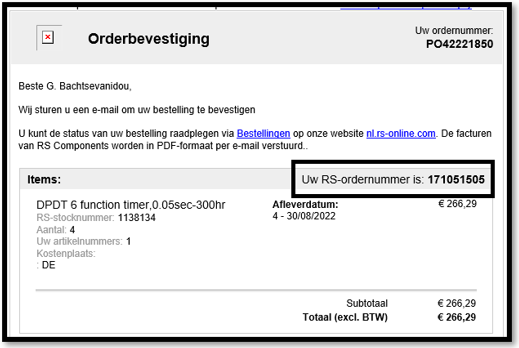 Uw ordernummer:
Orderbevestiging
PO42221850
Beste G. Bachtsevanidou,
Wij sturen u een e-mail om uw bestelling te bevestigen
U kunt de status van uw bestelling raadplegen via Bestellingen op onze website nl.rs-online.com. De facturen
van RS Components worden in PDF-formaat per e-mail verstuurd..
Items:
Uw RS-ordernummer is: 171051505
DPDT 6 function timer,0.05sec-300hr
Afleverdatum:
€ 266,29
RS-stocknummer: 1138134
4 - 30/08/2022
Aantal: 4
Uw artikelnummers: 1
Kostenplaats:
: DE
Subtotaal € 266,29
Totaal (excl. BTW) € 266,29